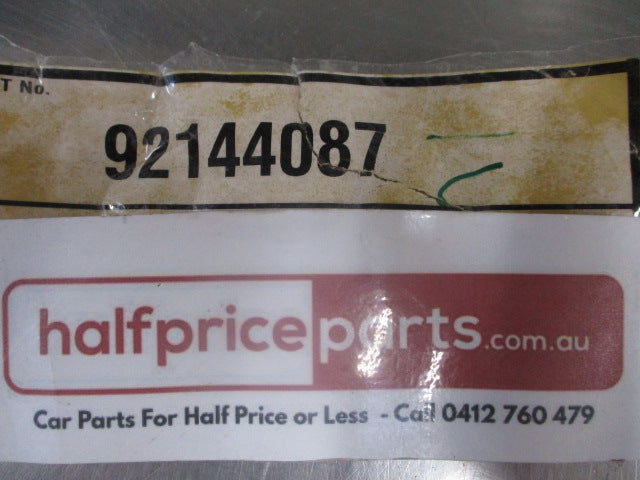 T No.
92144087
halfpriceparts.com.au
Car Parts For Half Price or Less - Call 0412 760 479